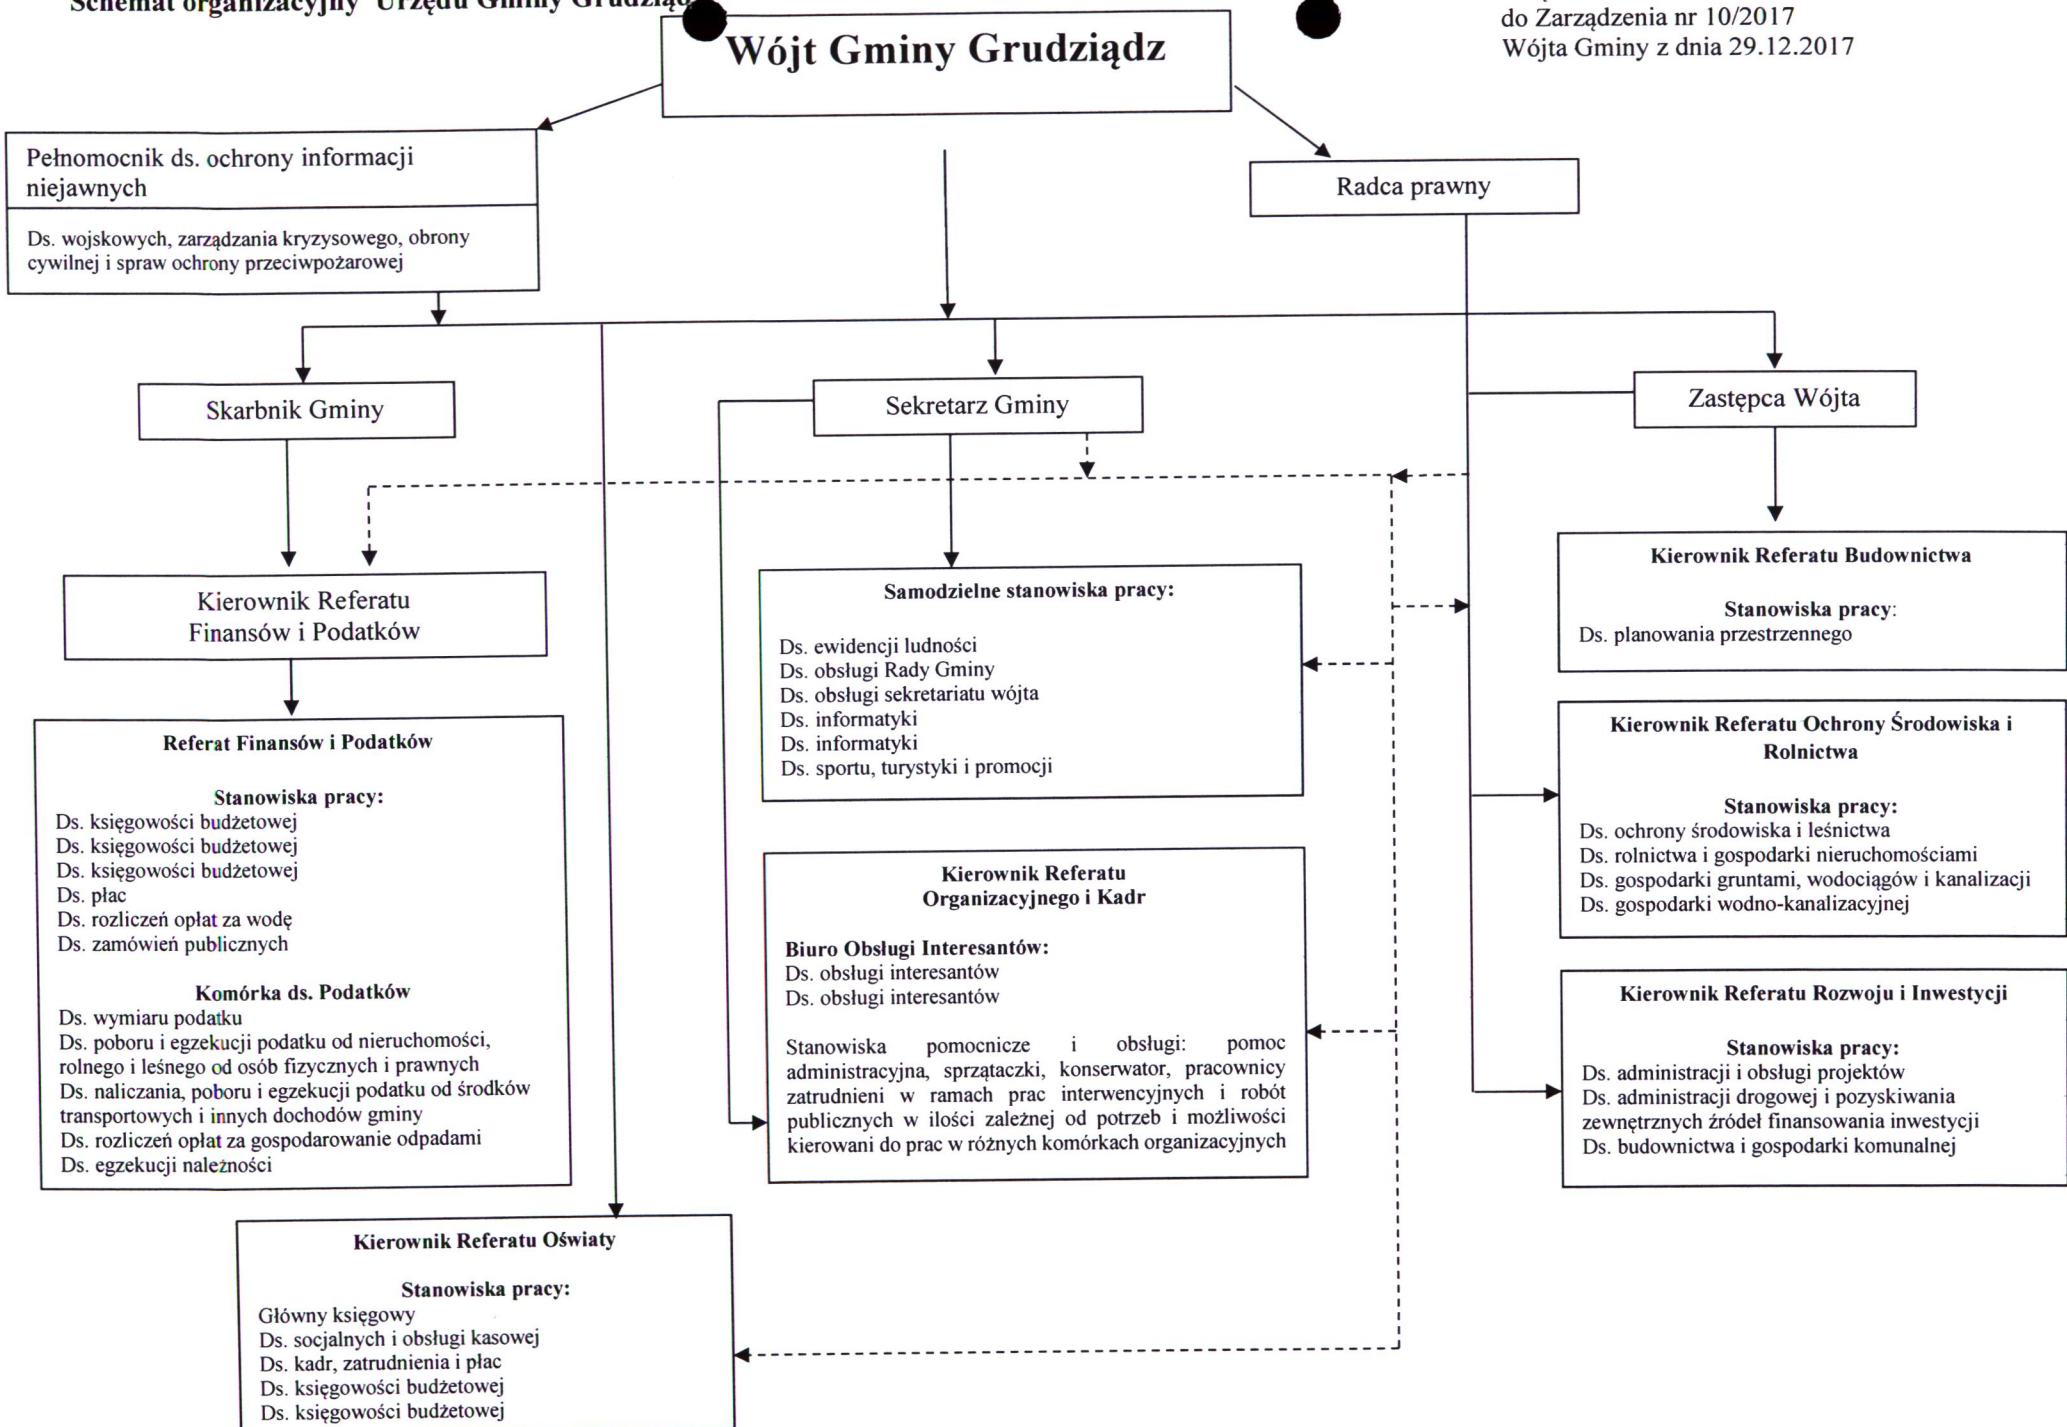 Schemat organizacyjny Urzędu Gminy
do Zarządzenia nr 10/2017
Wójta Gminy z dnia 29.12.2017
Wójt Gminy Grudziądz
Pełnomocnik ds. ochrony informacji
niejawnych
Ds. wojskowych, zarządzania kryzysowego, obrony
cywilnej i spraw ochrony przeciwpożarowej
Radca prawny
Skarbnik Gminy
Sekretarz Gminy
Zastępca Wójta
Kierownik Referatu
Finansów i Podatków
Referat Finansów i Podatków
Stanowiska pracy:
Ds. księgowości budżetowej
Ds. księgowości budżetowej
Ds. księgowości budżetowej
Ds. płac
Ds. rozliczeń opłat za wodę
Ds. zamówień publicznych
Komórka ds. Podatków
Ds. wymiaru podatku
Ds. poboru i egzekucji podatku od nieruchomości,
rolnego i leśnego od osób fizycznych i prawnych
Ds. naliczania, poboru i egzekucji podatku od środków
transportowych i innych dochodów gminy
Ds. rozliczeń opłat za gospodarowanie odpadami
Ds. egzekucji należności
Samodzielne stanowiska pracy:
Ds. ewidencji ludności
Ds. obsługi Rady Gminy
Ds. obsługi sekretariatu wójta
Ds. informatyki
Ds. informatyki
Ds. sportu, turystyki i promocji
Kierownik Referatu
Organizacyjnego i Kadr
Biuro Obsługi Interesantów:
Ds. obsługi interesantów
Ds. obsługi interesantów
Stanowiska pomocnicze i obsługi: pomoc
administracyjna, sprzątaczki, konserwator, pracownicy
zatrudnieni w ramach prac interwencyjnych i robót
publicznych w ilości zależnej od potrzeb i możliwości
kierowani do prac w różnych komórkach organizacyjnych
Kierownik Referatu Budownictwa
Stanowiska pracy:
Ds. planowania przestrzennego
Kierownik Referatu Ochrony Środowiska i
Rolnictwa
Stanowiska pracy:
Ds. ochrony środowiska i leśnictwa
Ds. rolnictwa i gospodarki nieruchomościami
Ds. gospodarki gruntami, wodociągów i kanalizacji
Ds. gospodarki wodno-kanalizacyjnej
Kierownik Referatu Rozwoju i Inwestycji
Stanowiska pracy:
Ds. administracji i obsługi projektów
Ds. administracji drogowej i pozyskiwania
zewnętrznych źródeł finansowania inwestycji
Ds. budownictwa i gospodarki komunalnej
Kierownik Referatu Oświaty
Stanowiska pracy:
Główny księgowy
Ds. socjalnych i obsługi kasowej
Ds. kadr, zatrudnienia i płac
Ds. księgowości budżetowej
Ds. księgowości budżetowej